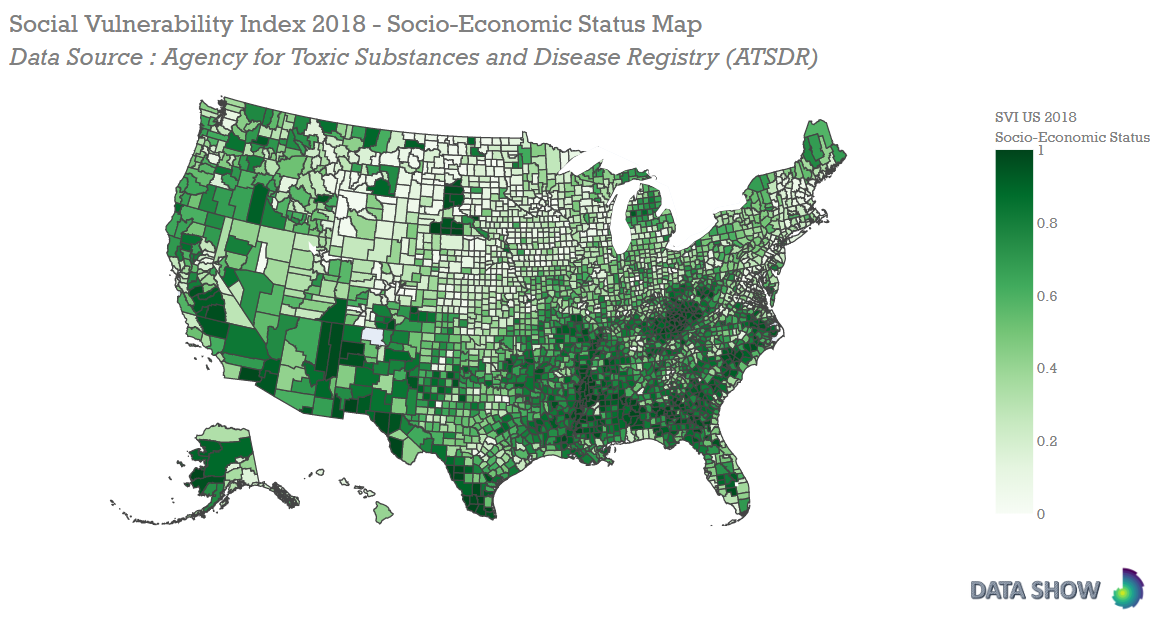 Social Vulnerability Index 2018 - Socio-Economic Status Map
Data Source : Agency for Toxic Substances and Disease Registry (ATSDR)
SVI US 2018
Socio-Economic Status
1
0.8
0.6
0.4
0.2
0
DATA SHOW